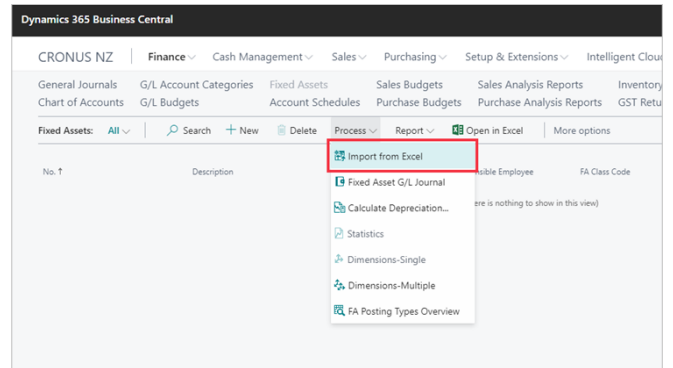 Dynamics 365 Business Central
CRONUS NZ Finance Cash Management Sales Purchasing Setup & Extensions Intelligent Clou
General Journals G/L Account Categories Fixed Assets Sales Budgets Sales Analysis Reports Inventory
Chart of Accounts G/L Budgets Account Schedules Purchase Budgets Purchase Analysis Reports GST Retu
Fixed Assets: All Search + New Delete Process Report Open in Excel More options
Import from Excel
No. ↑ Description nsible Employee FA Class Code
Fixed Asset G/L Journal
ere is nothing to show in this view)
Calculate Depreciation...
Statistics
Dimensions-Single
Dimensions-Multiple
FA Posting Types Overview